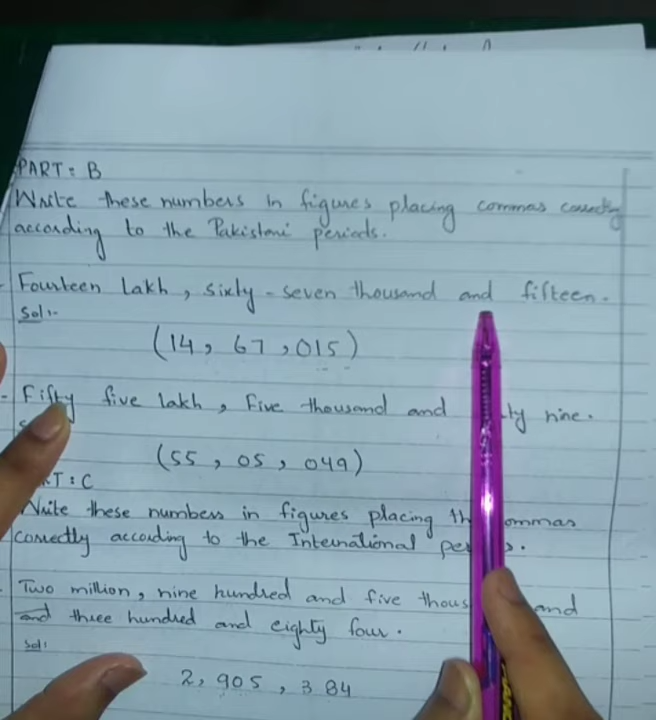 PART: B
Write these numbers in figures placing commas correctly
according to the Pakistani periods.
Fourteen lakh, sixty-seven thousand and fifteen.
Sol:-
(14, 67, 015)
Fifty five lakh, Five thousand and nine.
(55, 05, 049)
: C
Write these numbers in figures placing
correctly according to the International
Two million, nine hundred and five and
and three hundred and eighty four.
Sol:
2, 905, 384